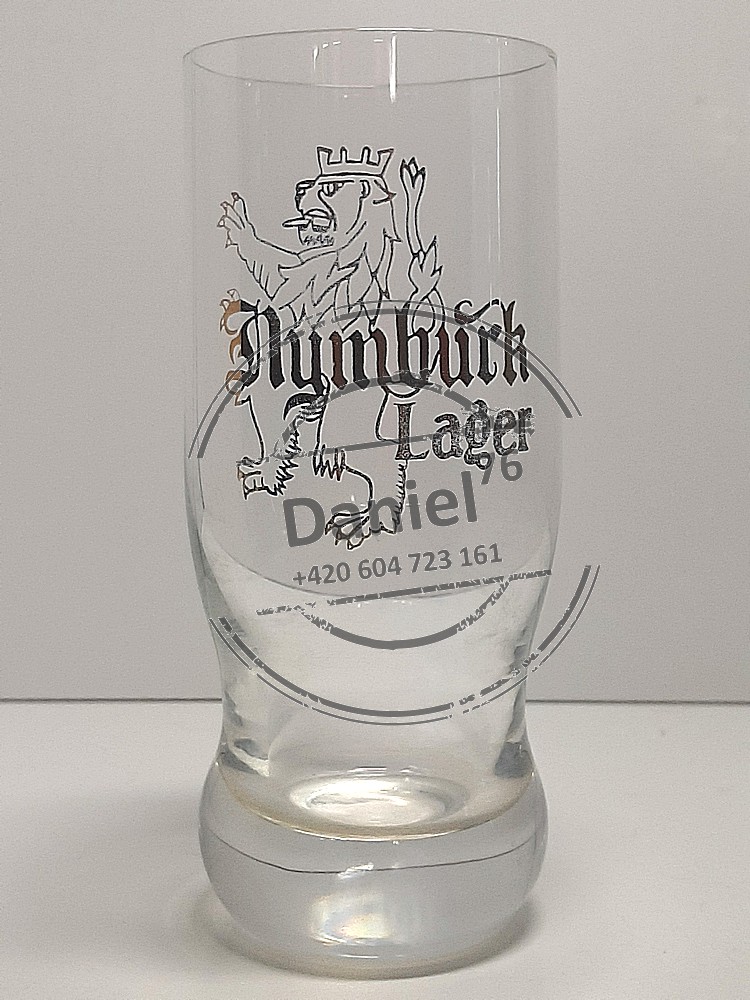 Nymburk
Lager
Daniel76
+420 604 723 161